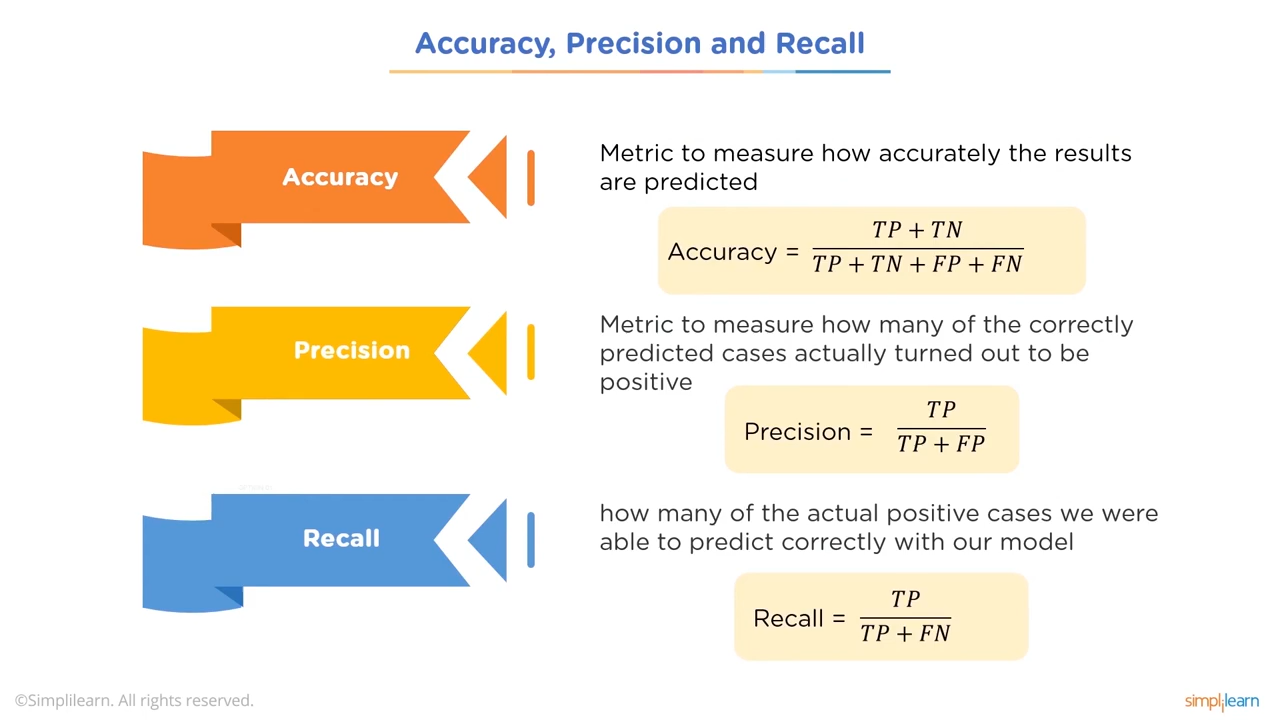 Accuracy, Precision and Recall
Accuracy
Metric to measure how accurately the results
are predicted
Accuracy = TP + TN / TP + TN + FP + FN
Precision
Metric to measure how many of the correctly
predicted cases actually turned out to be
positive
Precision = TP / TP + FP
Recall
how many of the actual positive cases we were
able to predict correctly with our model
Recall = TP / TP + FN
©Simplilearn. All rights reserved.
simplilearn